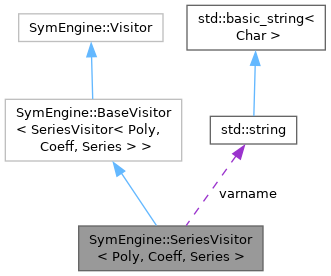 SymEngine::Visitor
std::basic_string<
Char >
SymEngine::BaseVisitor
< SeriesVisitor< Poly,
Coeff, Series > >
std::string
varname
SymEngine::SeriesVisitor
< Poly, Coeff, Series >